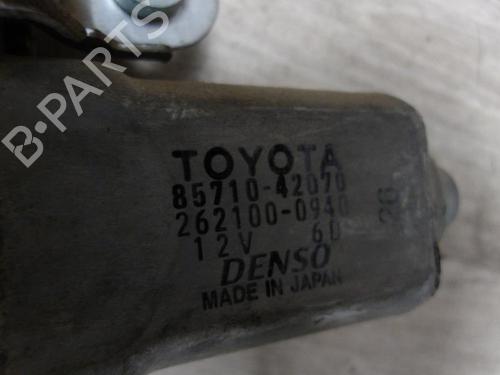 B-PARTS
TOYOTA
85710-42070
262100-0940
12V 6D
26
DENSO
MADE IN JAPAN